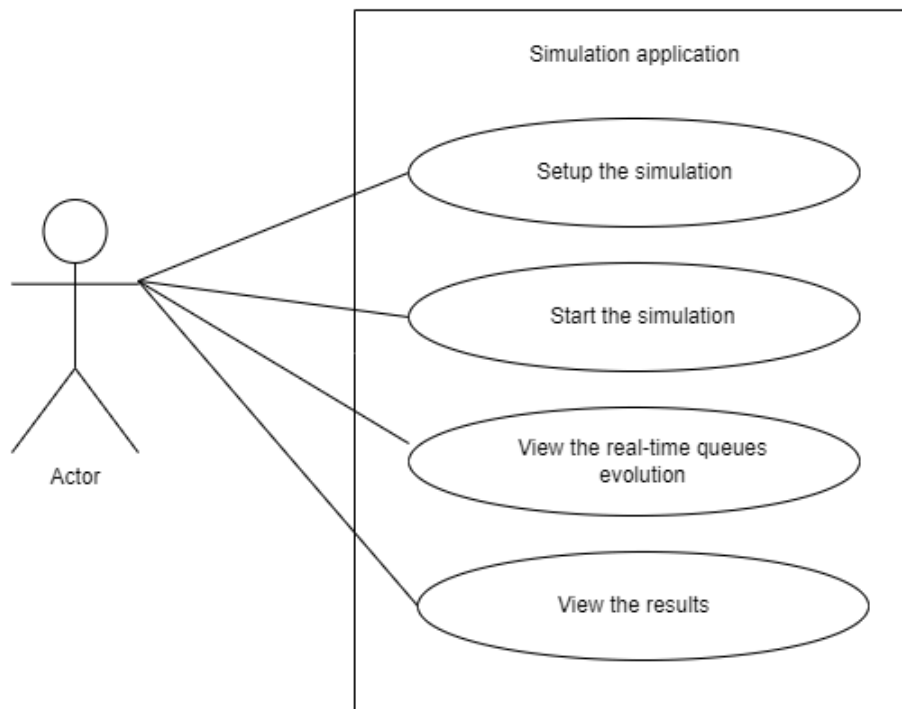 Simulation application
Setup the simulation
Start the simulation
View the real-time queues
evolution
Actor
View the results